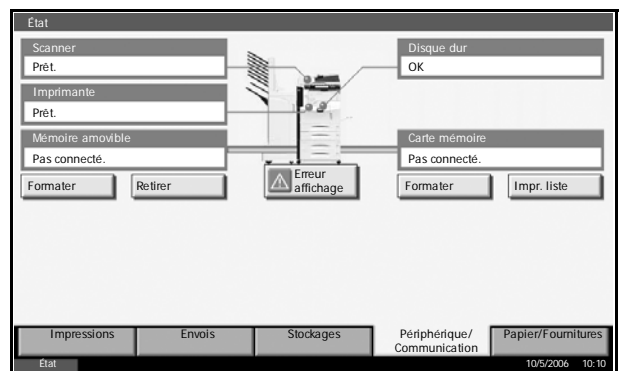 État
Scanner
Prêt.
Disque dur
OK
Imprimante
Prêt.
Mémoire amovible
Pas connecté.
Carte mémoire
Pas connecté.
Formater
Retirer
Erreur
affichage
Formater
Impr. liste
Impressions
Envois
Stockages
Périphérique/
Communication
Papier/Fournitures
État
10/5/2006 10:10